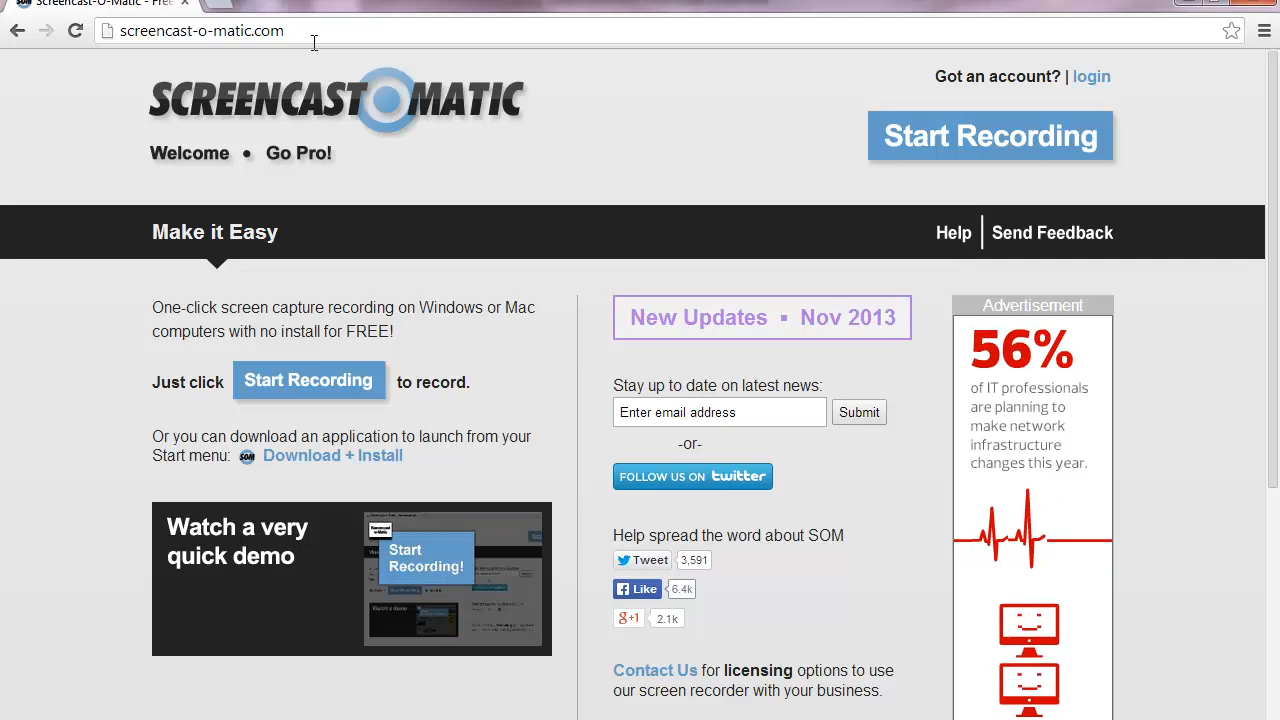 Screencast-O-Matic - Free
screencast-o-matic.com
SCREENCAST O MATIC
Got an account? | login
Start Recording
Welcome • Go Pro!
Make it Easy
Help | Send Feedback
One-click screen capture recording on Windows or Mac
computers with no install for FREE!
Just click Start Recording to record.
Or you can download an application to launch from your
Start menu: SOM Download + Install
Watch a very
quick demo
Screencast
-o-Matic
Start
Recording!
New Updates ▪ Nov 2013
Stay up to date on latest news:
Enter email address Submit
-or-
FOLLOW US ON twitter
Help spread the word about SOM
Tweet 3,591
Like 6.4k
g+1 2.1k
Contact Us for licensing options to use
our screen recorder with your business.
Advertisement
56%
of IT professionals
are planning to
make network
infrastructure
changes this year.